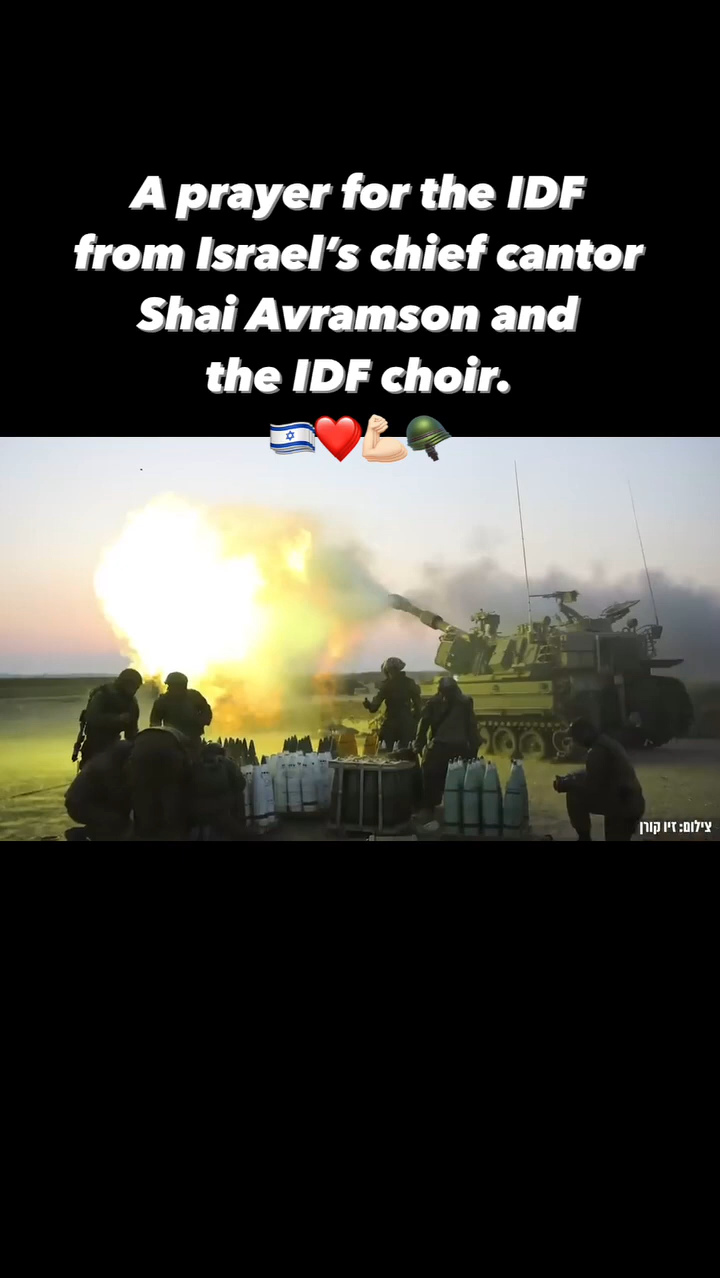 A prayer for the IDF
from Israel’s chief cantor
Shai Avramson and
the IDF choir.
🇮🇱❤️💪🏻🪖
צילום: זיו קורן